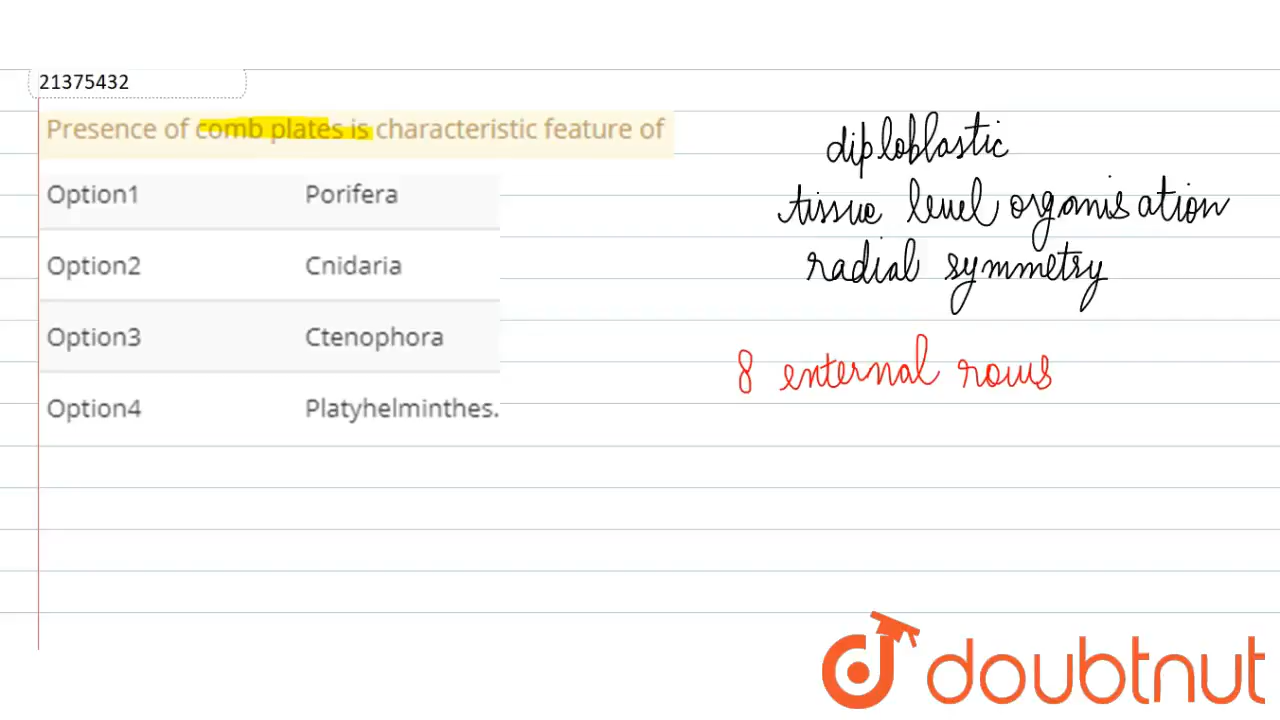 21375432
Presence of comb plates is characteristic feature of
Option1 Porifera
Option2 Cnidaria
Option3 Ctenophora
Option4 Platyhelminthes.
diploblastic
tissue level organisation
radial symmetry
8 enternal rows
doubtnut